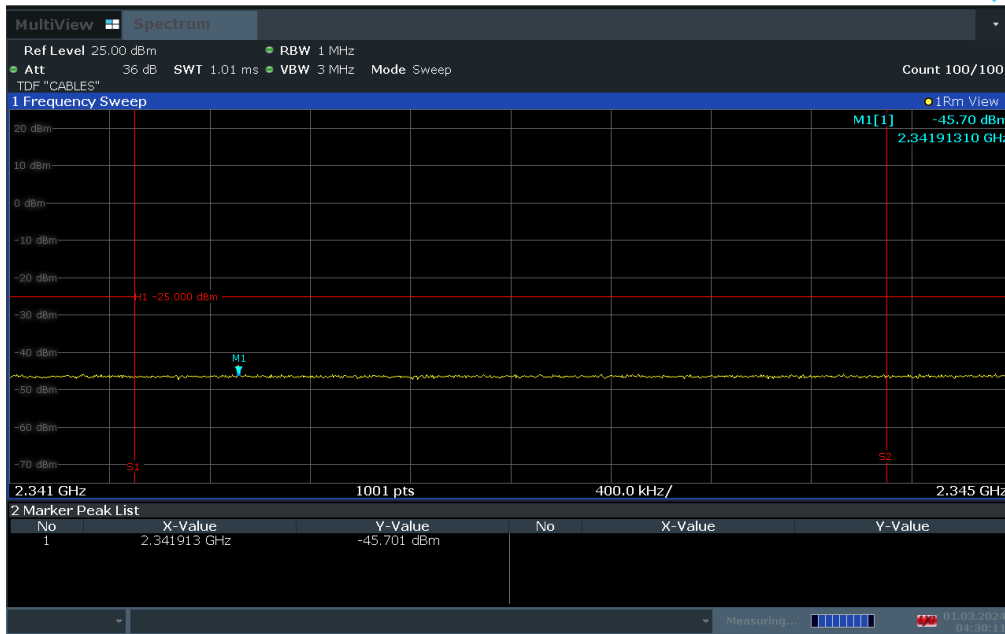 MultiView Spectrum
Ref Level 25.00 dBm RBW 1 MHz
Att 36 dB SWT 1.01 ms VBW 3 MHz Mode Sweep Count 100/100
TDF "CABLES"
1 Frequency Sweep 1Rm View
M1[1] -45.70 dBm
2.34191310 GHz
20 dBm
10 dBm
0 dBm
-10 dBm
-20 dBm
H1 -25.000 dBm
-30 dBm
-40 dBm
M1
-50 dBm
-60 dBm
-70 dBm
S1
S2
2.341 GHz 1001 pts 400.0 kHz/ 2.345 GHz
2 Marker Peak List
No X-Value Y-Value No X-Value Y-Value
1 2.341913 GHz -45.701 dBm
Measuring...
01.03.2024